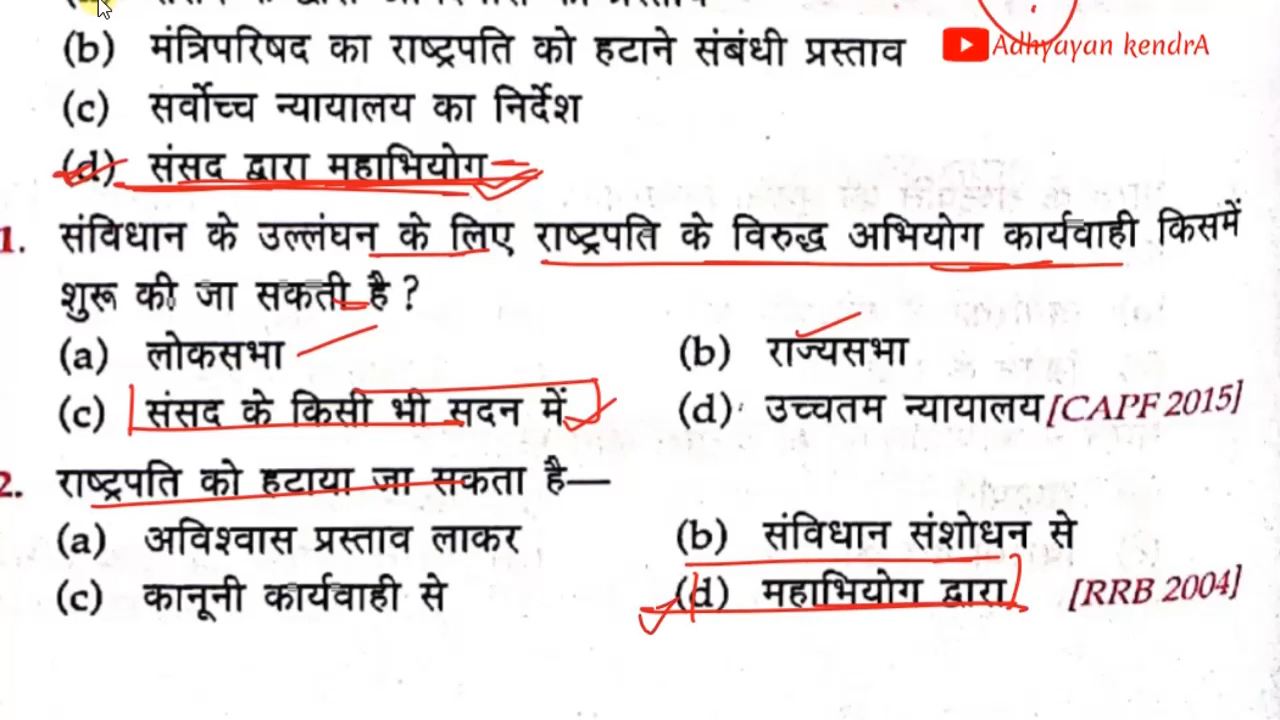 (b) मंत्रिपरिषद का राष्ट्रपति को हटाने संबंधी प्रस्ताव
Adhyayan kendrA
(c) सर्वोच्च न्यायालय का निर्देश
(d) संसद द्वारा महाभियोग
1. संविधान के उल्लंघन के लिए राष्ट्रपति के विरुद्ध अभियोग कार्यवाही किसमें
शुरू की जा सकती है ?
(a) लोकसभा (b) राज्यसभा
(c) संसद के किसी भी सदन में (d) उच्चतम न्यायालय [CAPF 2015]
2. राष्ट्रपति को हटाया जा सकता है—
(a) अविश्वास प्रस्ताव लाकर (b) संविधान संशोधन से
(c) कानूनी कार्यवाही से (d) महाभियोग द्वारा [RRB 2004]